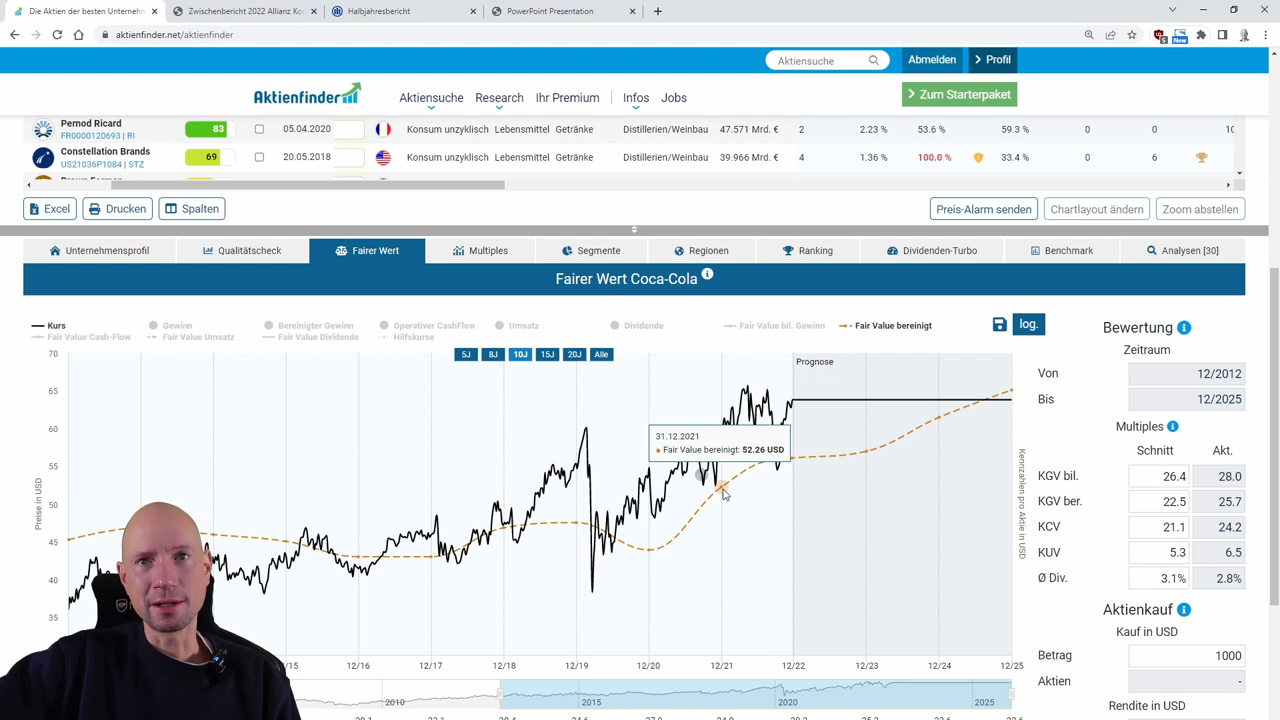 Die Aktien der besten Unternehm
Zwischenbericht 2022 Allianz Kon
Halbjahresbericht
PowerPoint Presentation
aktienfinder.net/aktienfinder
New
Aktiensuche
Abmelden
Profil
Aktienfinder
Aktiensuche
Research
Ihr Premium
Infos
Jobs
Zum Starterpaket
Pernod Ricard
FR0000120693 | RI
83
05.04.2020
Konsum unzyklisch
Lebensmittel
Getränke
Distillerien/Weinbau
47.571 Mrd. €
2
2.23 %
53.6 %
59.3 %
0
0
10
Constellation Brands
US21036P1084 | STZ
69
20.05.2018
Konsum unzyklisch
Lebensmittel
Getränke
Distillerien/Weinbau
39.966 Mrd. €
4
1.36 %
100.0 %
33.4 %
0
6
Excel
Drucken
Spalten
Preis-Alarm senden
Chartlayout ändern
Zoom abstellen
Unternehmensprofil
Qualitätscheck
Fairer Wert
Multiples
Segmente
Regionen
Ranking
Dividenden-Turbo
Benchmark
Analysen [30]
Fairer Wert Coca-Cola
Kurs
Gewinn
Bereinigter Gewinn
Operativer CashFlow
Umsatz
Dividende
Fair Value bil. Gewinn
Fair Value bereinigt
Fair Value Cash-Flow
Fair Value Umsatz
Fair Value Dividende
Hilfskurse
log.
5J
8J
10J
15J
20J
Alle
Prognose
70
65
60
55
50
45
40
35
Preise in USD
Kennzahlen pro Aktie in USD
31.12.2021
Fair Value bereinigt: 52.26 USD
/15
12/16
12/17
12/18
12/19
12/20
12/21
12/22
12/23
12/24
12/25
2010
2015
2020
2025
Bewertung
Zeitraum
Von
12/2012
Bis
12/2025
Multiples
Schnitt
Akt.
KGV bil.
26.4
28.0
KGV ber.
22.5
25.7
KCV
21.1
24.2
KUV
5.3
6.5
Ø Div.
3.1%
2.8%
Aktienkauf
Kauf in USD
Betrag
1000
Aktien
-
Rendite in USD